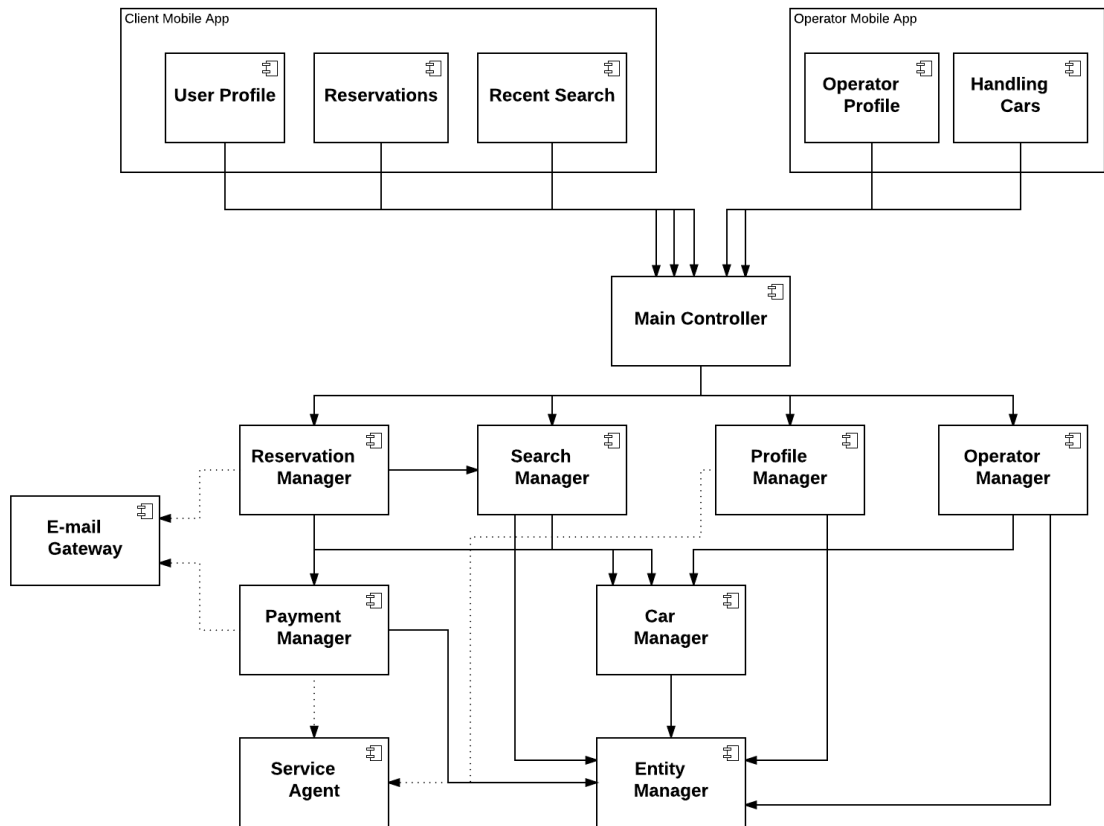 Client Mobile App
Operator Mobile App
User Profile
Reservations
Recent Search
Operator
Profile
Handling
Cars
Main Controller
Reservation
Manager
Search
Manager
Profile
Manager
Operator
Manager
E-mail
Gateway
Payment
Manager
Car
Manager
Service
Agent
Entity
Manager